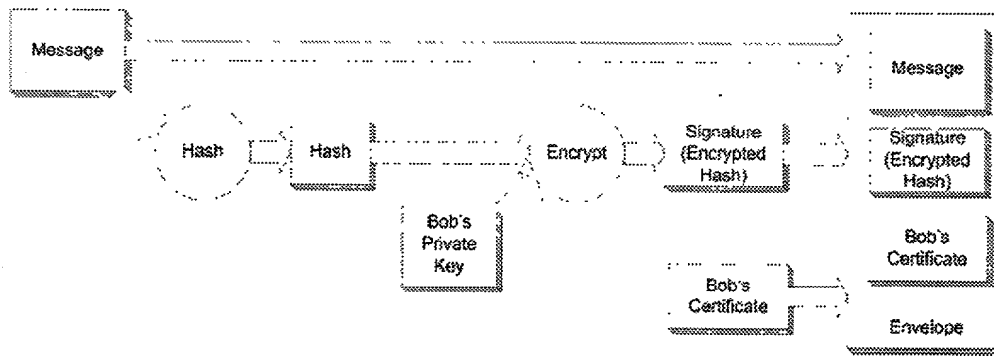 Message
Message
Hash
Hash
Encrypt
Signature
(Encrypted
Hash)
Signature
(Encrypted
Hash)
Bob's
Private
Key
Bob's
Certificate
Bob's
Certificate
Envelope